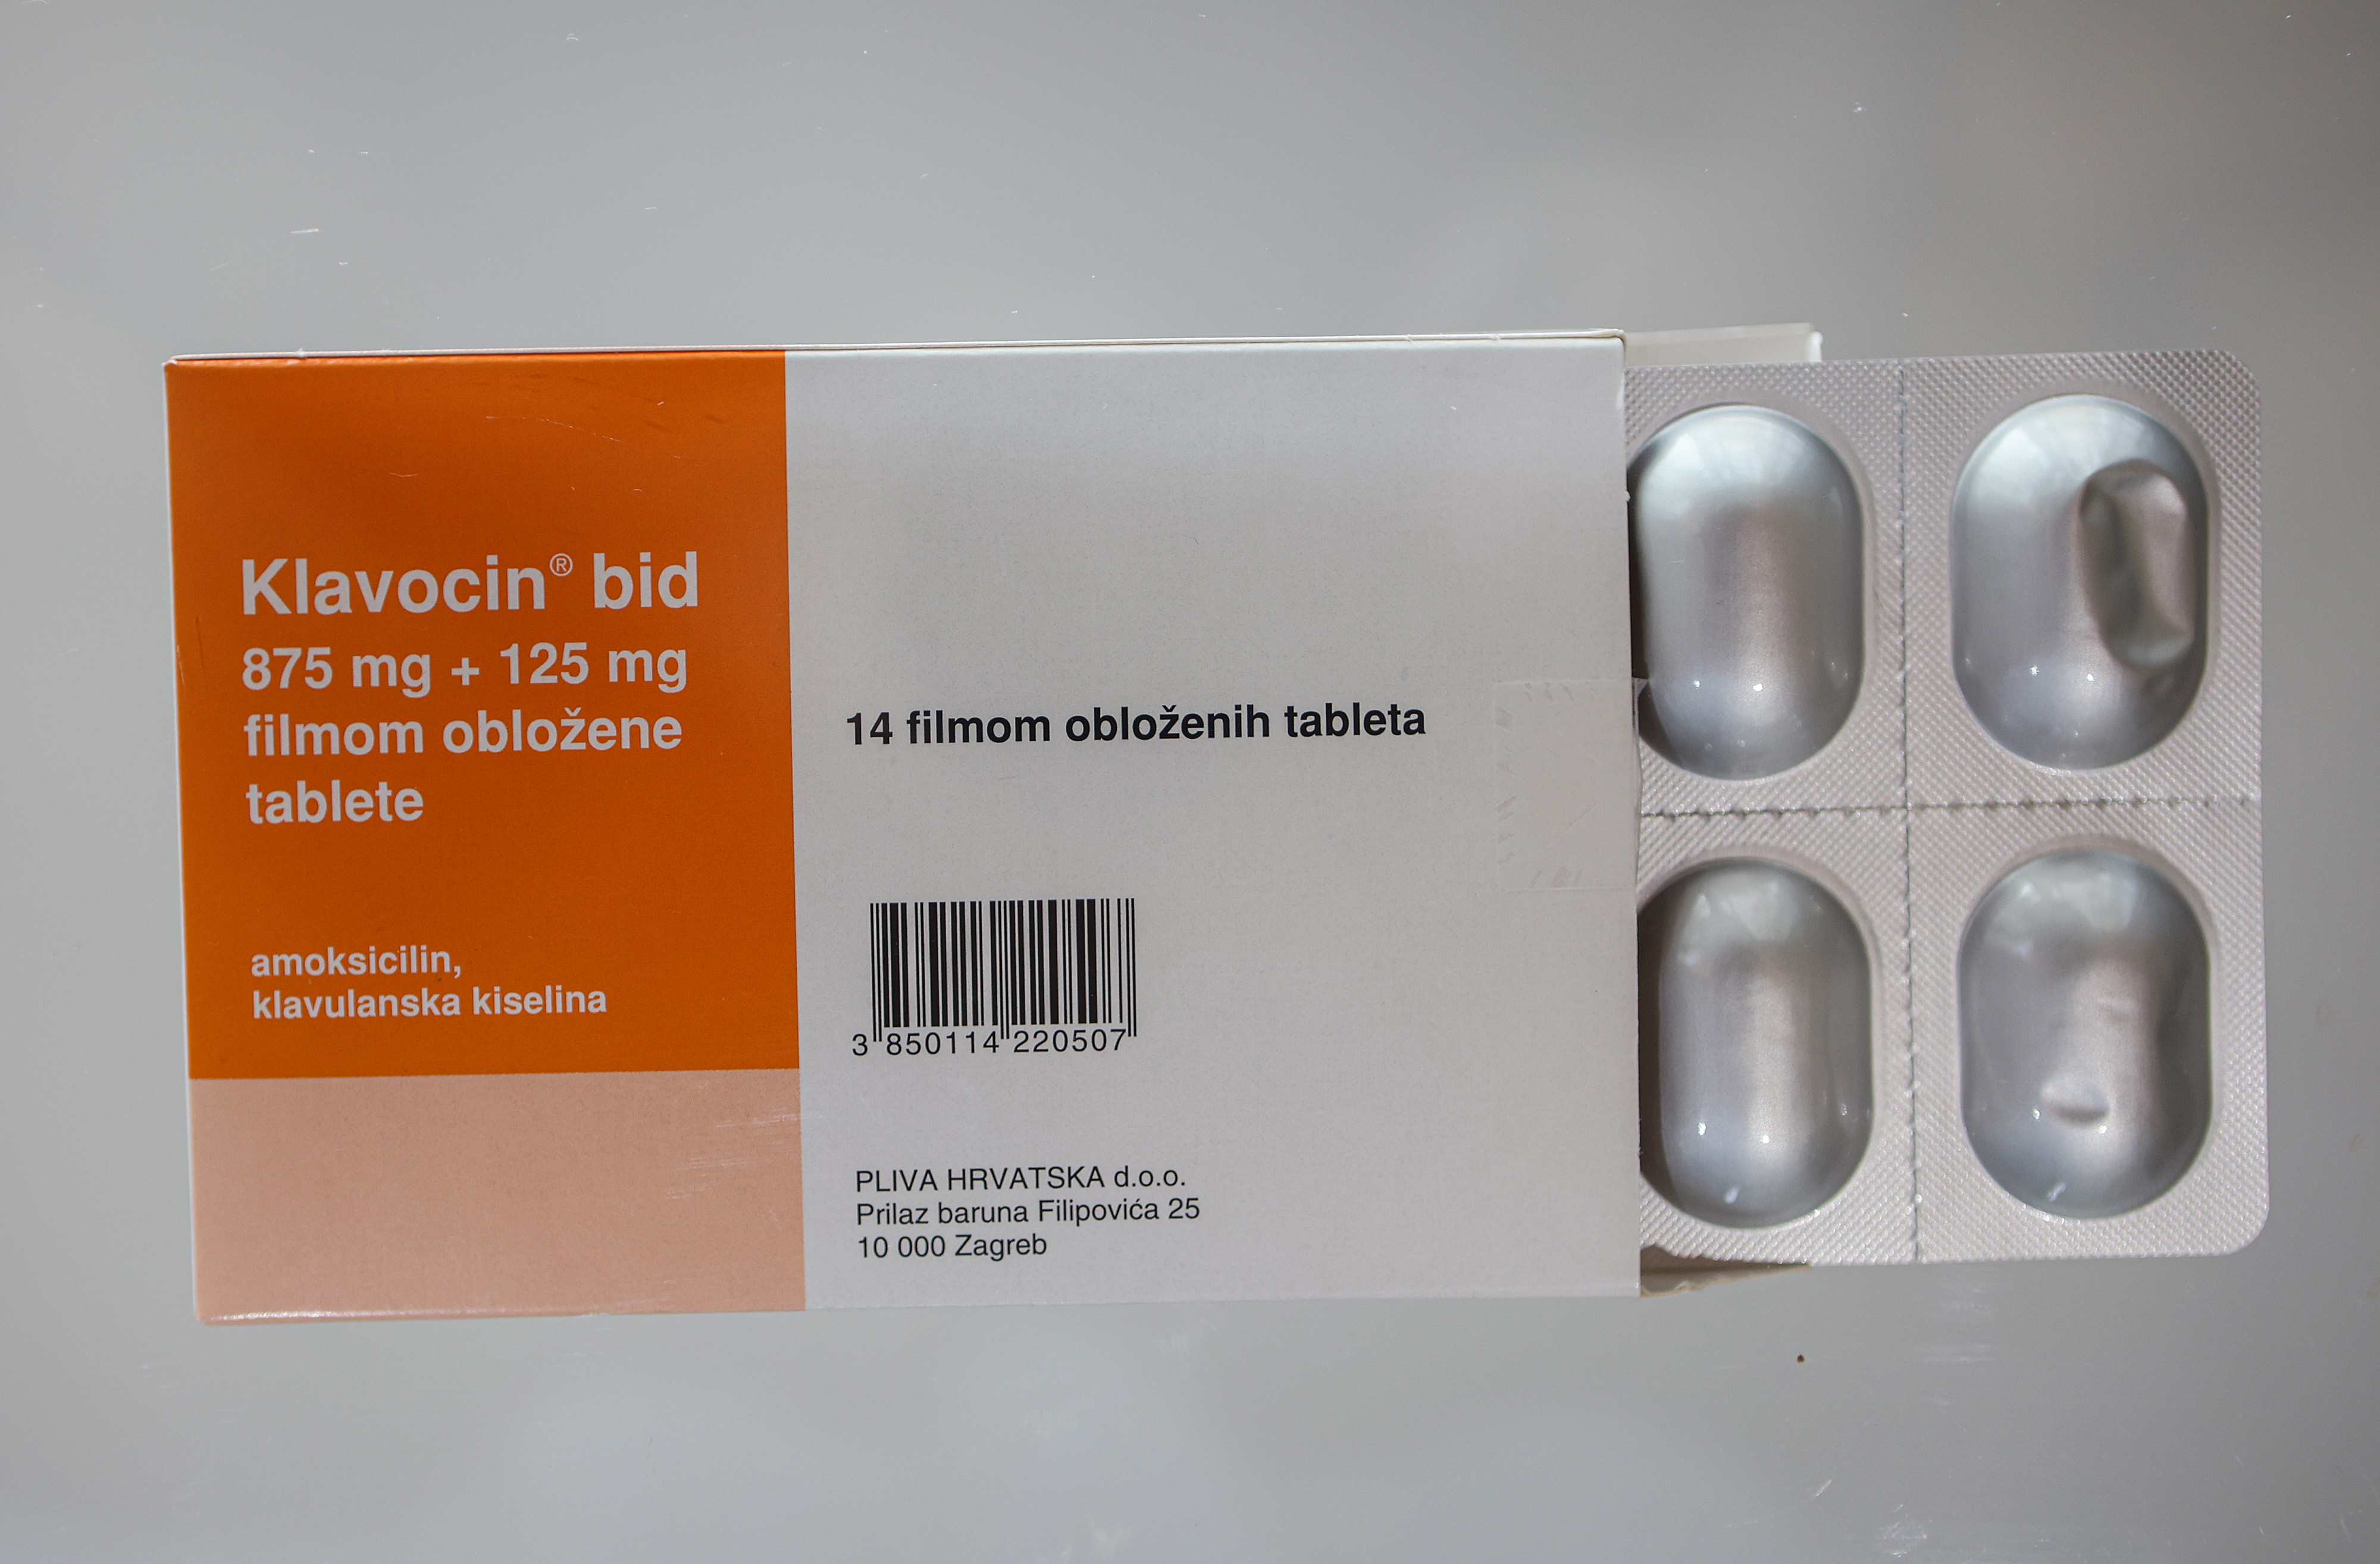 Klavocin® bid
875 mg + 125 mg
filmom obložene
tablete
amoksicilin,
klavulanska kiselina
14 filmom obloženih tableta
3 850114 220507
PLIVA HRVATSKA d.o.o.
Prilaz baruna Filipovića 25
10 000 Zagreb